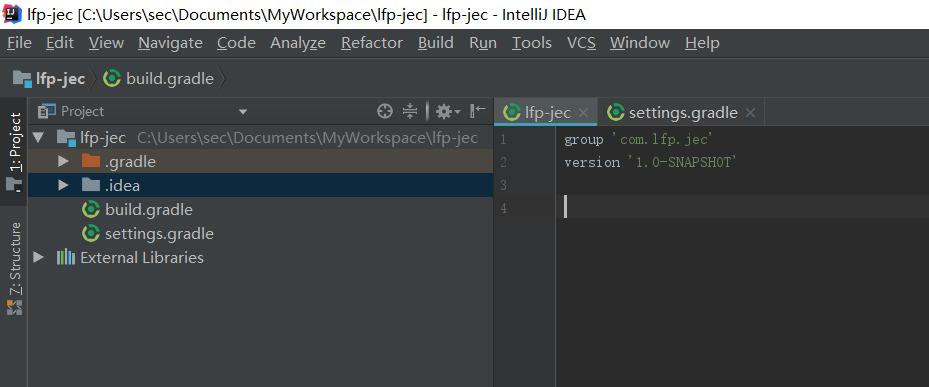 lfp-jec [C:\Users\sec\Documents\MyWorkspace\lfp-jec] - lfp-jec - IntelliJ IDEA
File Edit View Navigate Code Analyze Refactor Build Run Tools VCS Window Help
lfp-jec build.gradle
1: Project
Z: Structure
Project
lfp-jec C:\Users\sec\Documents\MyWorkspace\lfp-jec
.gradle
.idea
build.gradle
settings.gradle
External Libraries
lfp-jec settings.gradle
1 group 'com.lfp.jec'
2 version '1.0-SNAPSHOT'
3
4